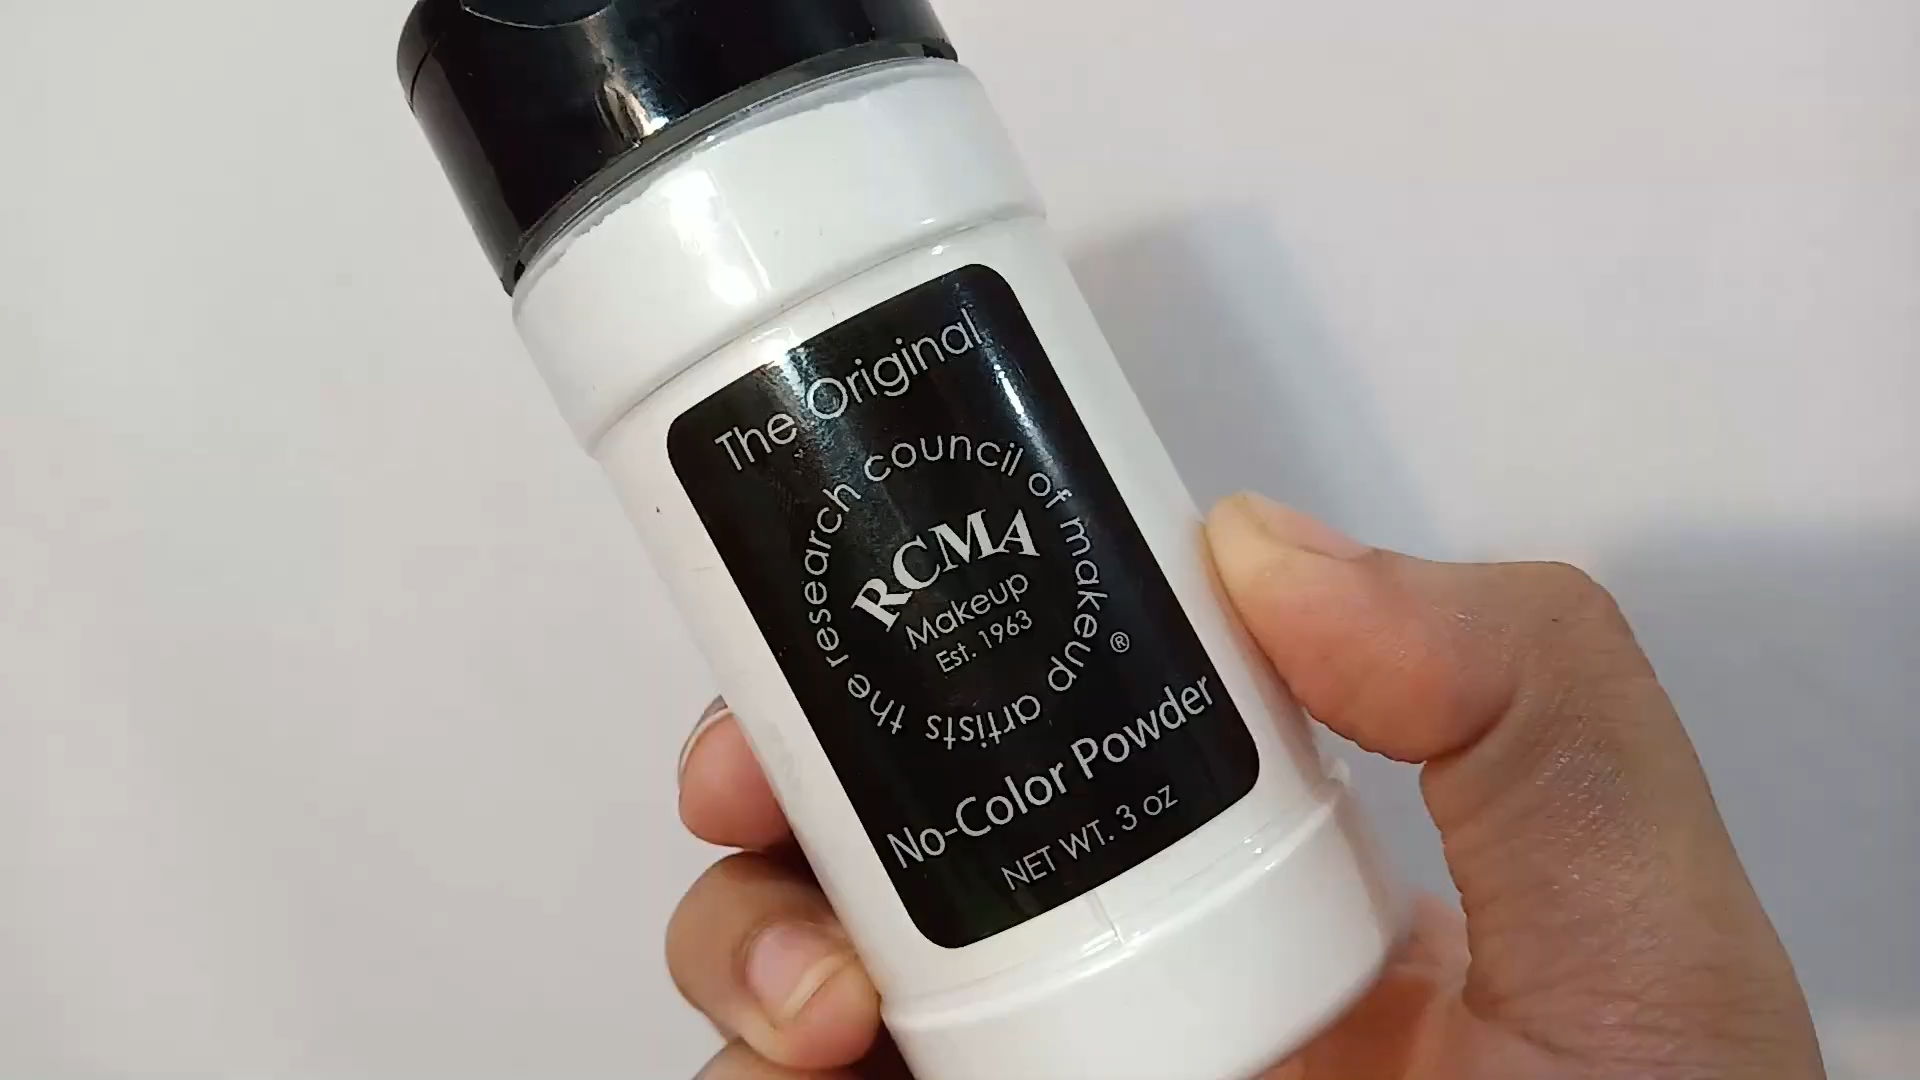 The Original
the research council of makeup artists
RCMA
Makeup
Est. 1963
®
No-Color Powder
NET WT. 3 oz